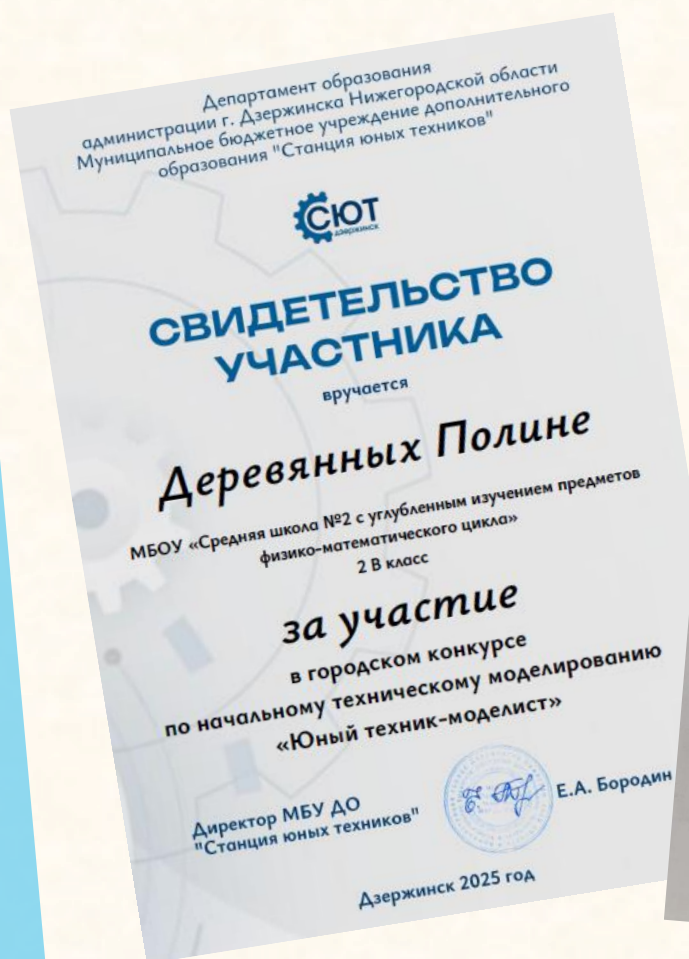 Департамент образования
администрации г. Дзержинска Нижегородской области
Муниципальное бюджетное учреждение дополнительного
образования "Станция юных техников"
СЮТ
ДЗЕРЖИНСК
СВИДЕТЕЛЬСТВО
УЧАСТНИКА
вручается
Деревянных Полине
МБОУ «Средняя школа №2 с углубленным изучением предметов
физико-математического цикла»
2 В класс
за участие
в городском конкурсе
по начальному техническому моделированию
«Юный техник-моделист»
Директор МБУ ДО
"Станция юных техников"
Е.А. Бородин
Дзержинск 2025 год